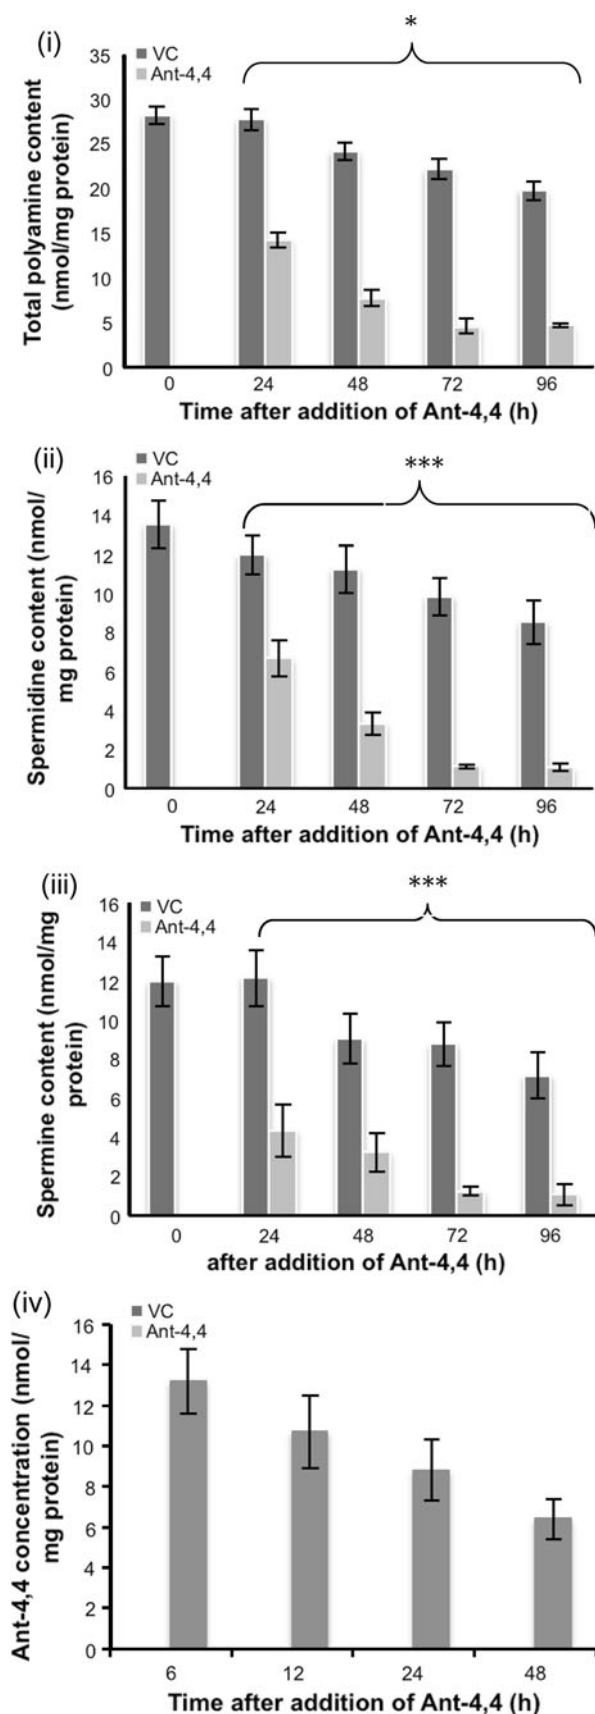 (i)
*
VC
Ant-4,4
35
30
25
20
15
10
5
0
Total polyamine content
(nmol/mg protein)
0 24 48 72 96
Time after addition of Ant-4,4 (h)
(ii)
***
VC
Ant-4,4
16
14
12
10
8
6
4
2
0
Spermidine content (nmol/
mg protein)
0 24 48 72 96
Time after addition of Ant-4,4 (h)
(iii)
***
VC
Ant-4,4
16
14
12
10
8
6
4
2
0
Spermine content (nmol/mg
protein)
0 24 48 72 96
after addition of Ant-4,4 (h)
(iv)
VC
Ant-4,4
16
14
12
10
8
6
4
2
0
Ant-4,4 concentration (nmol/
mg protein)
6 12 24 48
Time after addition of Ant-4,4 (h)